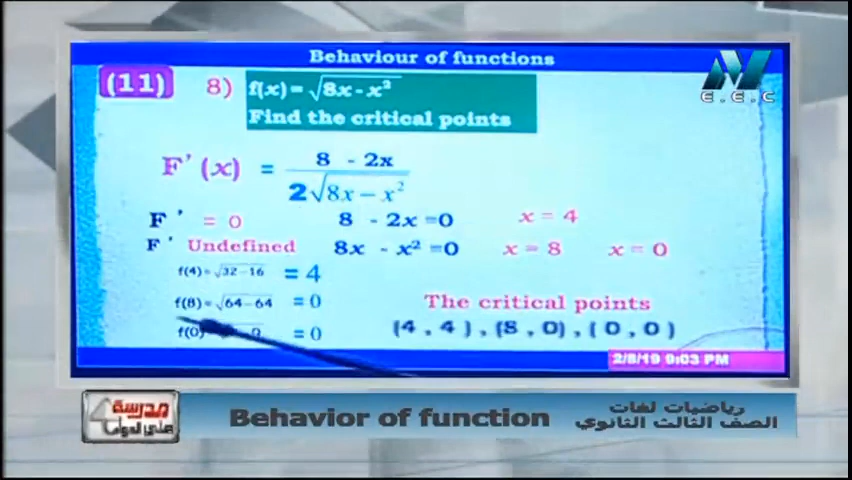 Behaviour of functions
(11) 8) f(x)= √8x-x²
Find the critical points
E.E.C
F'(x) = 8 - 2x / 2√8x-x²
F' = 0 8 - 2x =0 x = 4
F' Undefined 8x - x² =0 x = 8 x = 0
f(4)=√32-16 = 4
f(8)=√64-64 = 0
f(0) = 0
The critical points
(4 , 4 ) , (8 , 0) , ( 0 , 0 )
2/8/19 9:03 PM
مدرسة
على الهواء
Behavior of function
رياضيات لغات
الصف الثالث الثانوي